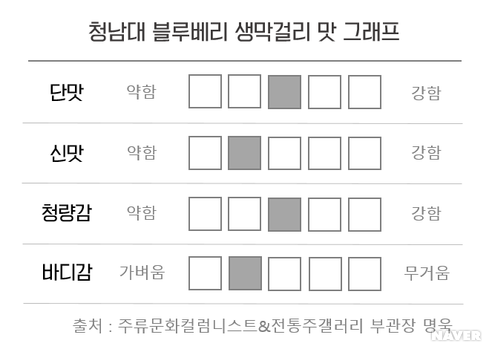 청남대 블루베리 생막걸리 맛 그래프
단맛 약함 강함
신맛 약함 강함
청량감 약함 강함
바디감 가벼움 무거움
출처 : 주류문화컬럼니스트&전통주갤러리 부관장 명욱
NAVER